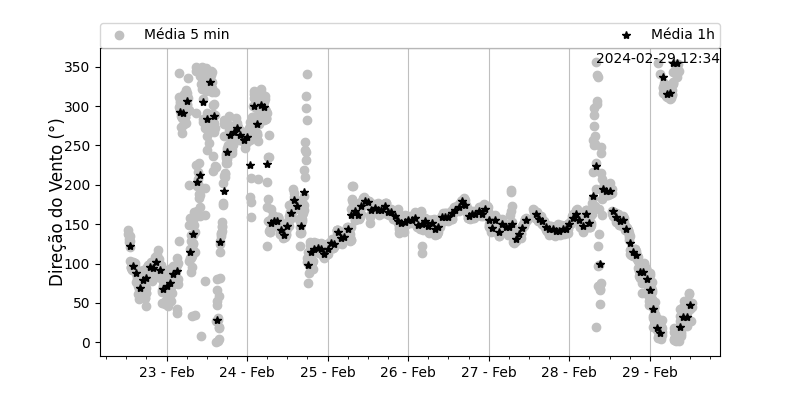 Média 5 min
Média 1h
2024-02-29 12:34
Direção do Vento (°)
350
300
250
200
150
100
50
0
23 - Feb
24 - Feb
25 - Feb
26 - Feb
27 - Feb
28 - Feb
29 - Feb